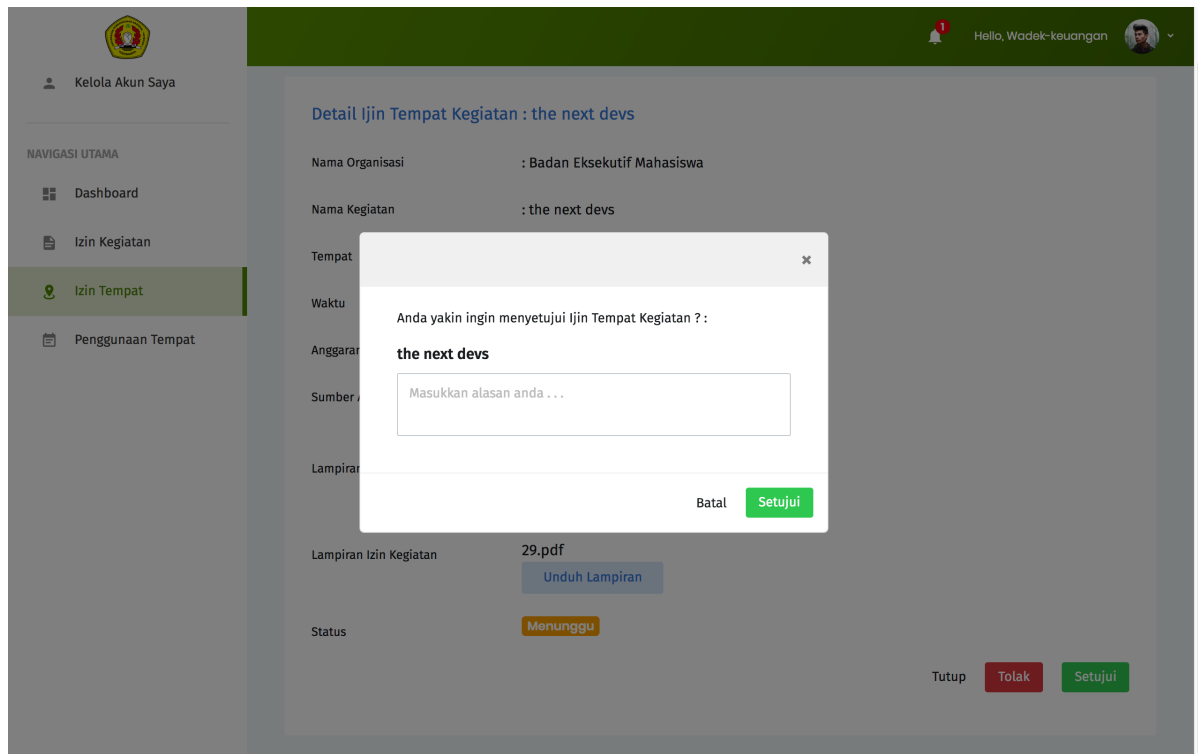 1
Hello, Wadek-keuangan
Kelola Akun Saya
NAVIGASI UTAMA
Dashboard
Izin Kegiatan
Izin Tempat
Penggunaan Tempat
Detail Ijin Tempat Kegiatan : the next devs
Nama Organisasi : Badan Eksekutif Mahasiswa
Nama Kegiatan : the next devs
Tempat
Waktu
Sumber
Anda yakin ingin menyetujui Ijin Tempat Kegiatan ? :
the next devs
Masukkan alasan anda . . .
Batal Setujui
Lampiran Izin Kegiatan 29.pdf
Unduh Lampiran
Status Menunggu
Tutup Tolak Setujui